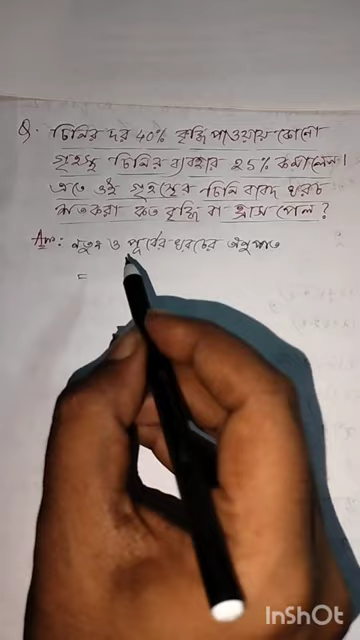 Q. চিনির দর 40% বৃদ্ধি পাওয়ায় কোনো
গৃহস্থ চিনির ব্যবহার 25% কমালেন।
এতে ওই গৃহস্থের চিনি বাবদ খরচ
শতকরা কত বৃদ্ধি বা হ্রাস পেল?
Ans: নতুন ও পূর্বের খরচের অনুপাত
=
InShOt